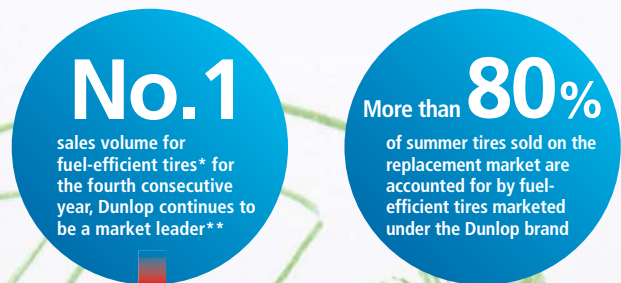 No.1
sales volume for
fuel-efficient tires* for
the fourth consecutive
year, Dunlop continues to
be a market leader**
More than 80%
of summer tires sold on the
replacement market are
accounted for by fuel-
efficient tires marketed
under the Dunlop brand